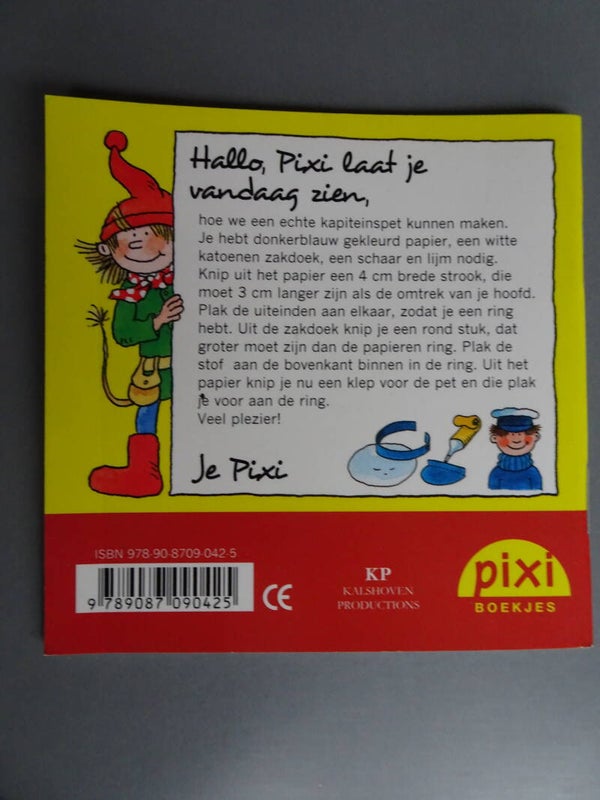 Hallo, Pixi laat je
vandaag zien,
hoe we een echte kapiteinspet kunnen maken.
Je hebt donkerblauw gekleurd papier, een witte
katoenen zakdoek, een schaar en lijm nodig.
Knip uit het papier een 4 cm brede strook, die
moet 3 cm langer zijn als de omtrek van je hoofd.
Plak de uiteinden aan elkaar, zodat je een ring
hebt. Uit de zakdoek knip je een rond stuk, dat
groter moet zijn dan de papieren ring. Plak de
stof aan de bovenkant binnen in de ring. Uit het
papier knip je nu een klep voor de pet en die plak
je voor aan de ring.
Veel plezier!
Je Pixi
ISBN 978-90-8709-042-5
9 789087 090425
CE
KP
KALSHOVEN
PRODUCTIONS
pixi
BOEKJES